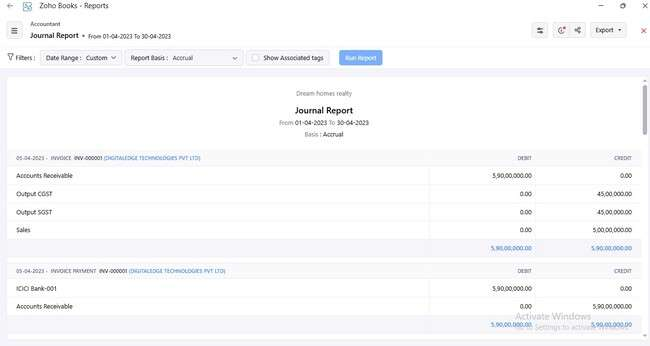 Zoho Books - Reports
Accountant
Journal Report • From 01-04-2023 To 30-04-2023
Export
Filters : Date Range : Custom Report Basis : Accrual Show Associated tags Run Report
Dream homes realty
Journal Report
From 01-04-2023 To 30-04-2023
Basis : Accrual
05-04-2023 - INVOICE INV-000001 (DIGITALEDGE TECHNOLOGIES PVT LTD) DEBIT CREDIT
Accounts Receivable 5,90,00,000.00 0.00
Output CGST 0.00 45,00,000.00
Output SGST 0.00 45,00,000.00
Sales 0.00 5,00,00,000.00
5,90,00,000.00 5,90,00,000.00
05-04-2023 - INVOICE PAYMENT INV-000001 (DIGITALEDGE TECHNOLOGIES PVT LTD) DEBIT CREDIT
ICICI Bank-001 5,90,00,000.00 0.00
Accounts Receivable 0.00 5,90,00,000.00
Activate Windows
5,90,00,000.00 5,90,00,000.00
Go to Settings to activate Windows.